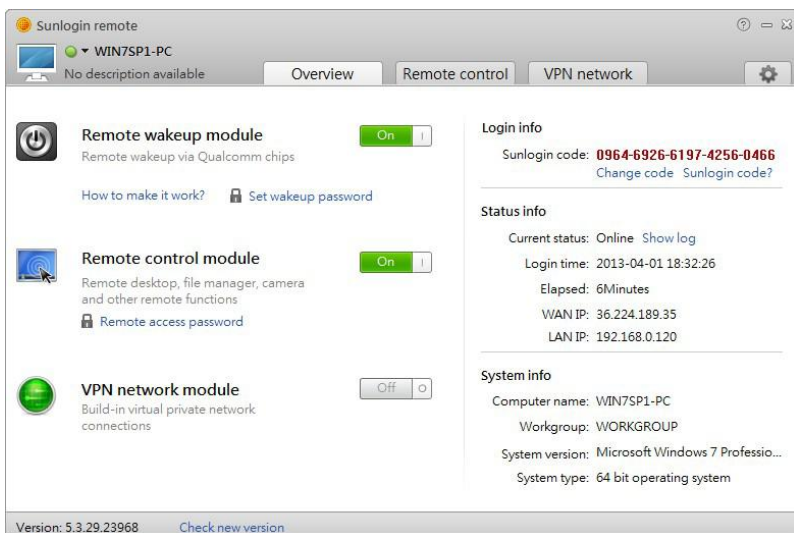 Sunlogin remote
WIN7SP1-PC
No description available
Overview
Remote control
VPN network
Remote wakeup module
On
Remote wakeup via Qualcomm chips
How to make it work?
Set wakeup password
Remote control module
On
Remote desktop, file manager, camera
and other remote functions
Remote access password
VPN network module
Off
Build-in virtual private network
connections
Login info
Sunlogin code: 0964-6926-6197-4256-0466
Change code Sunlogin code?
Status info
Current status: Online Show log
Login time: 2013-04-01 18:32:26
Elapsed: 6Minutes
WAN IP: 36.224.189.35
LAN IP: 192.168.0.120
System info
Computer name: WIN7SP1-PC
Workgroup: WORKGROUP
System version: Microsoft Windows 7 Professio...
System type: 64 bit operating system
Version: 5.3.29.23968 Check new version